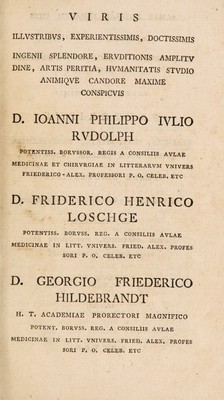 VIRIS
ILLVSTRIBVS, EXPERIENTISSIMIS, DOCTISSIMIS
INGENII SPLENDORE, ERVDITIONIS AMPLITV
DINE, ARTIS PERITIA, HVMANITATIS STVDIO
ANIMIQVE CANDORE MAXIME
CONSPICVIS
D. IOANNI PHILIPPO IVLIO
RVDOLPH
POTENTISS. BORVSSOR. REGIS A CONSILIIS AVLAE
MEDICINAE ET CHIRVRGIAE IN LITTERARVM VNIVERS
FRIEDERICO-ALEX. PROFESSORI P. O. CELEB. ETC
D. FRIDERICO HENRICO
LOSCHGE
POTENTISS. BORVSS. REG. A CONSILIIS AVLAE
MEDICINAE IN LITT. VNIVERS. FRIED. ALEX. PROFES
SORI P. O. CELEB. ETC
D. GEORGIO FRIEDERICO
HILDEBRANDT
H. T. ACADEMIAE PRORECTORI MAGNIFICO
POTENT. BORVSS. REG. A CONSILIIS AVLAE
MEDICINAE IN LITT. VNIVERS. FRIED. ALEX. PROFES
SORI P. O. CELEB. ETC